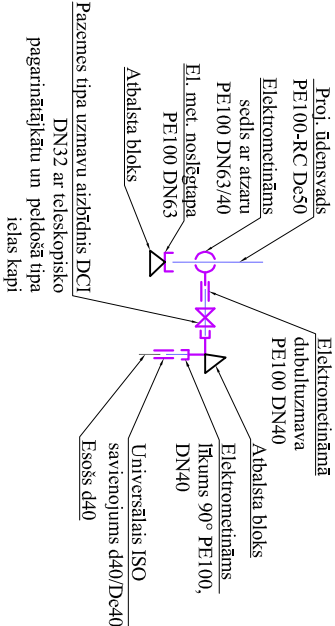 Proj. ūdensvads
PE100-RC De50
Elektrometināms
sedls ar atzaru
PE100 DN63/40
El. met. noslēgtapa
PE100 DN63
Atbalsta bloks
Pazemes tipa uzmavu aizbīdnis DCI
DN32 ar teleskopisko
pagarinātājkātu un peldošā tipa
ielas kapi
Elektrometināmā
dubultuzmava
PE100 DN40
Atbalsta bloks
Elektrometināms
līkums 90° PE100,
DN40
Universālais ISO
savienojums d40/De40
Esošs d40